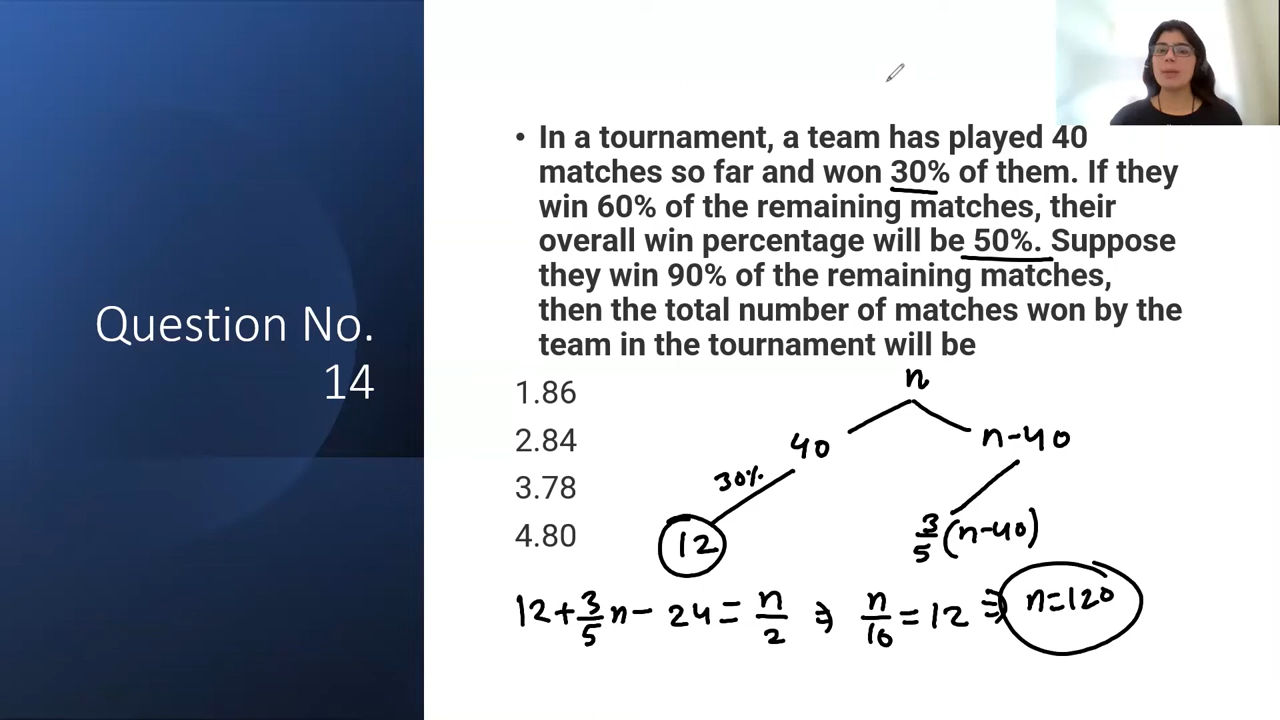 Question No.
14
• In a tournament, a team has played 40
matches so far and won 30% of them. If they
win 60% of the remaining matches, their
overall win percentage will be 50%. Suppose
they win 90% of the remaining matches,
then the total number of matches won by the
team in the tournament will be
1.86
2.84
3.78
4.80
n
40
n-40
30%
12
3/5 (n-40)
12+3/5 n - 24 = n/2 ⇒ n/10 = 12 ⇒ n=120